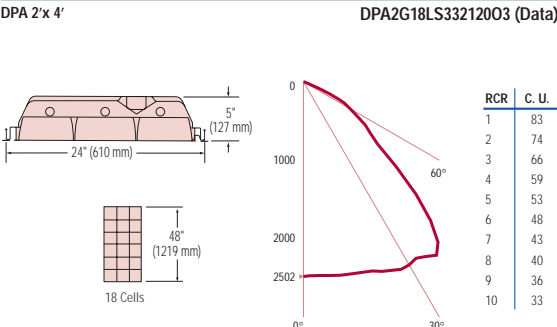 DPA 2'x 4'
DPA2G18LS33212003 (Data)
5"
(127 mm)
24" (610 mm)
48"
(1219 mm)
18 Cells
0
1000
2000
2502
60°
0°
30°
RCR C. U.
1 83
2 74
3 66
4 59
5 53
6 48
7 43
8 40
9 36
10 33